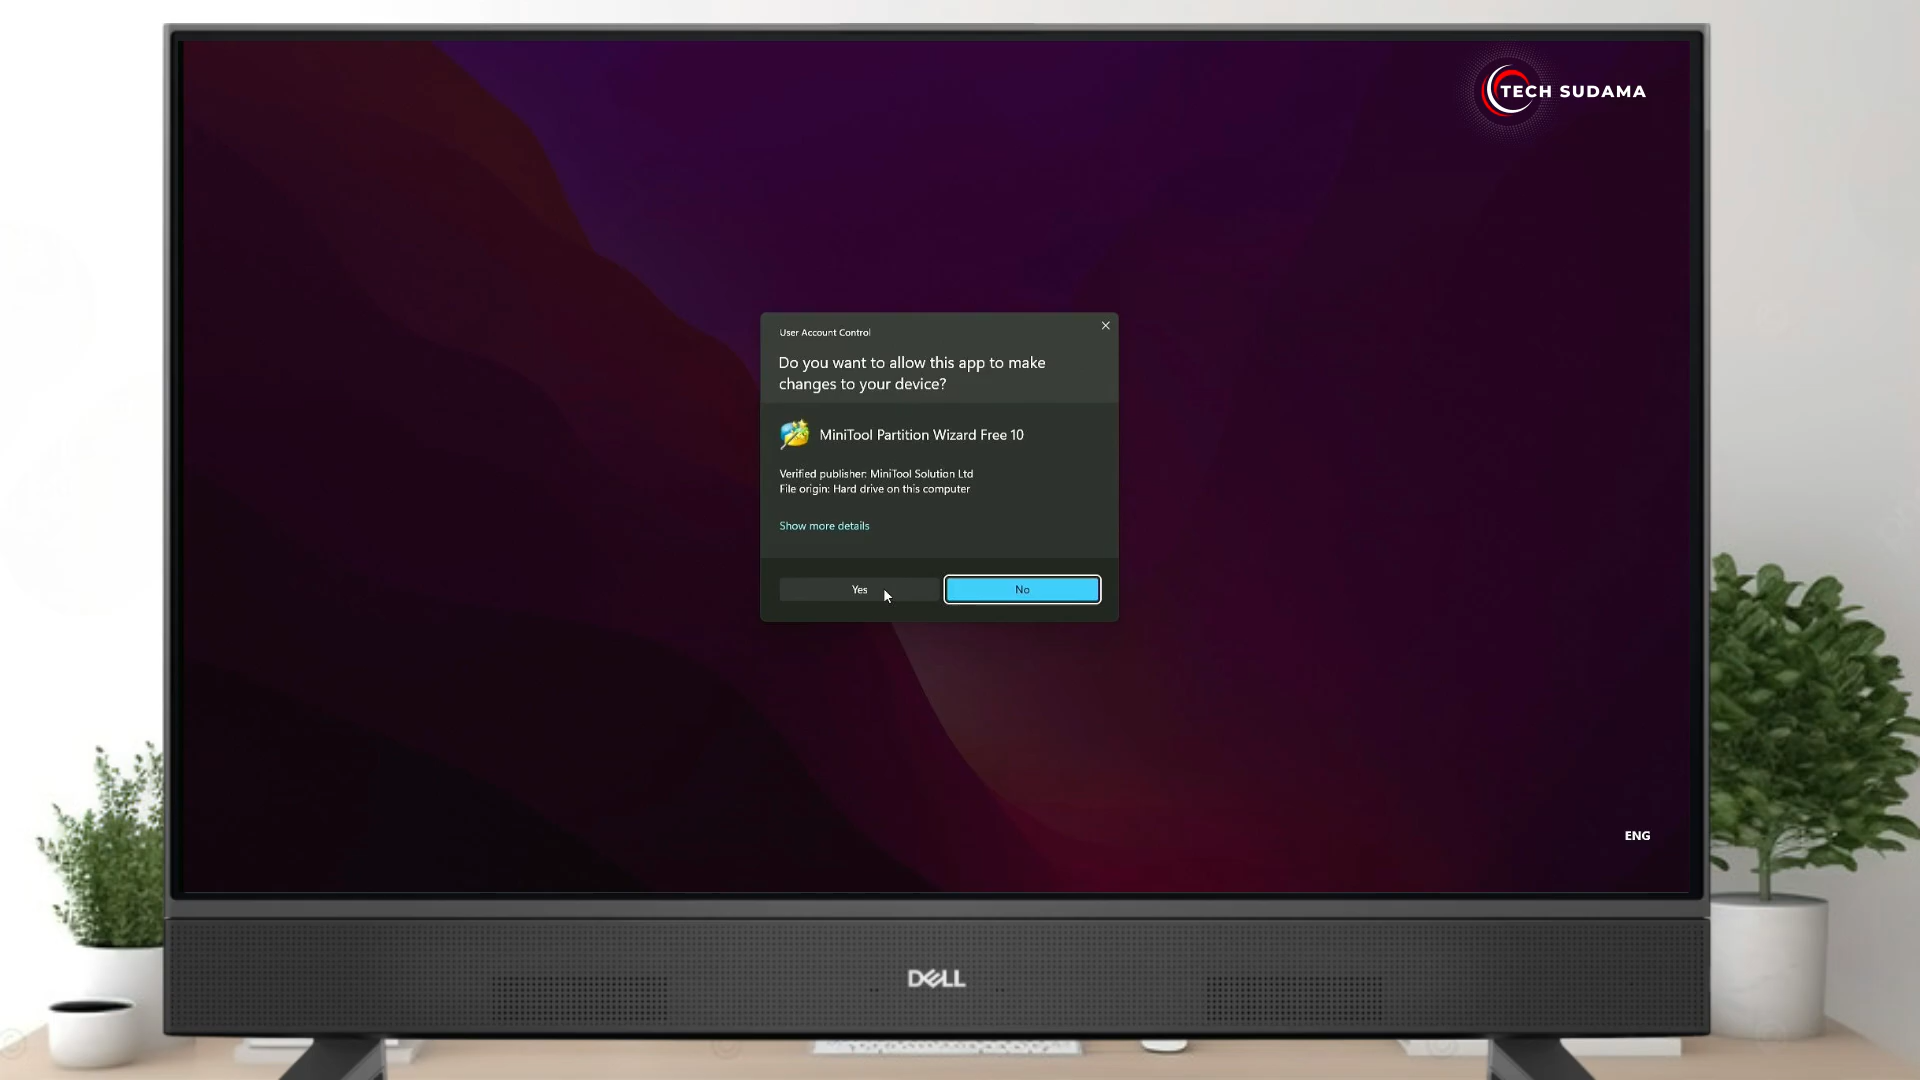 TECH SUDAMA
User Account Control
Do you want to allow this app to make
changes to your device?
MiniTool Partition Wizard Free 10
Verified publisher: MiniTool Solution Ltd
File origin: Hard drive on this computer
Show more details
Yes
No
ENG
DELL